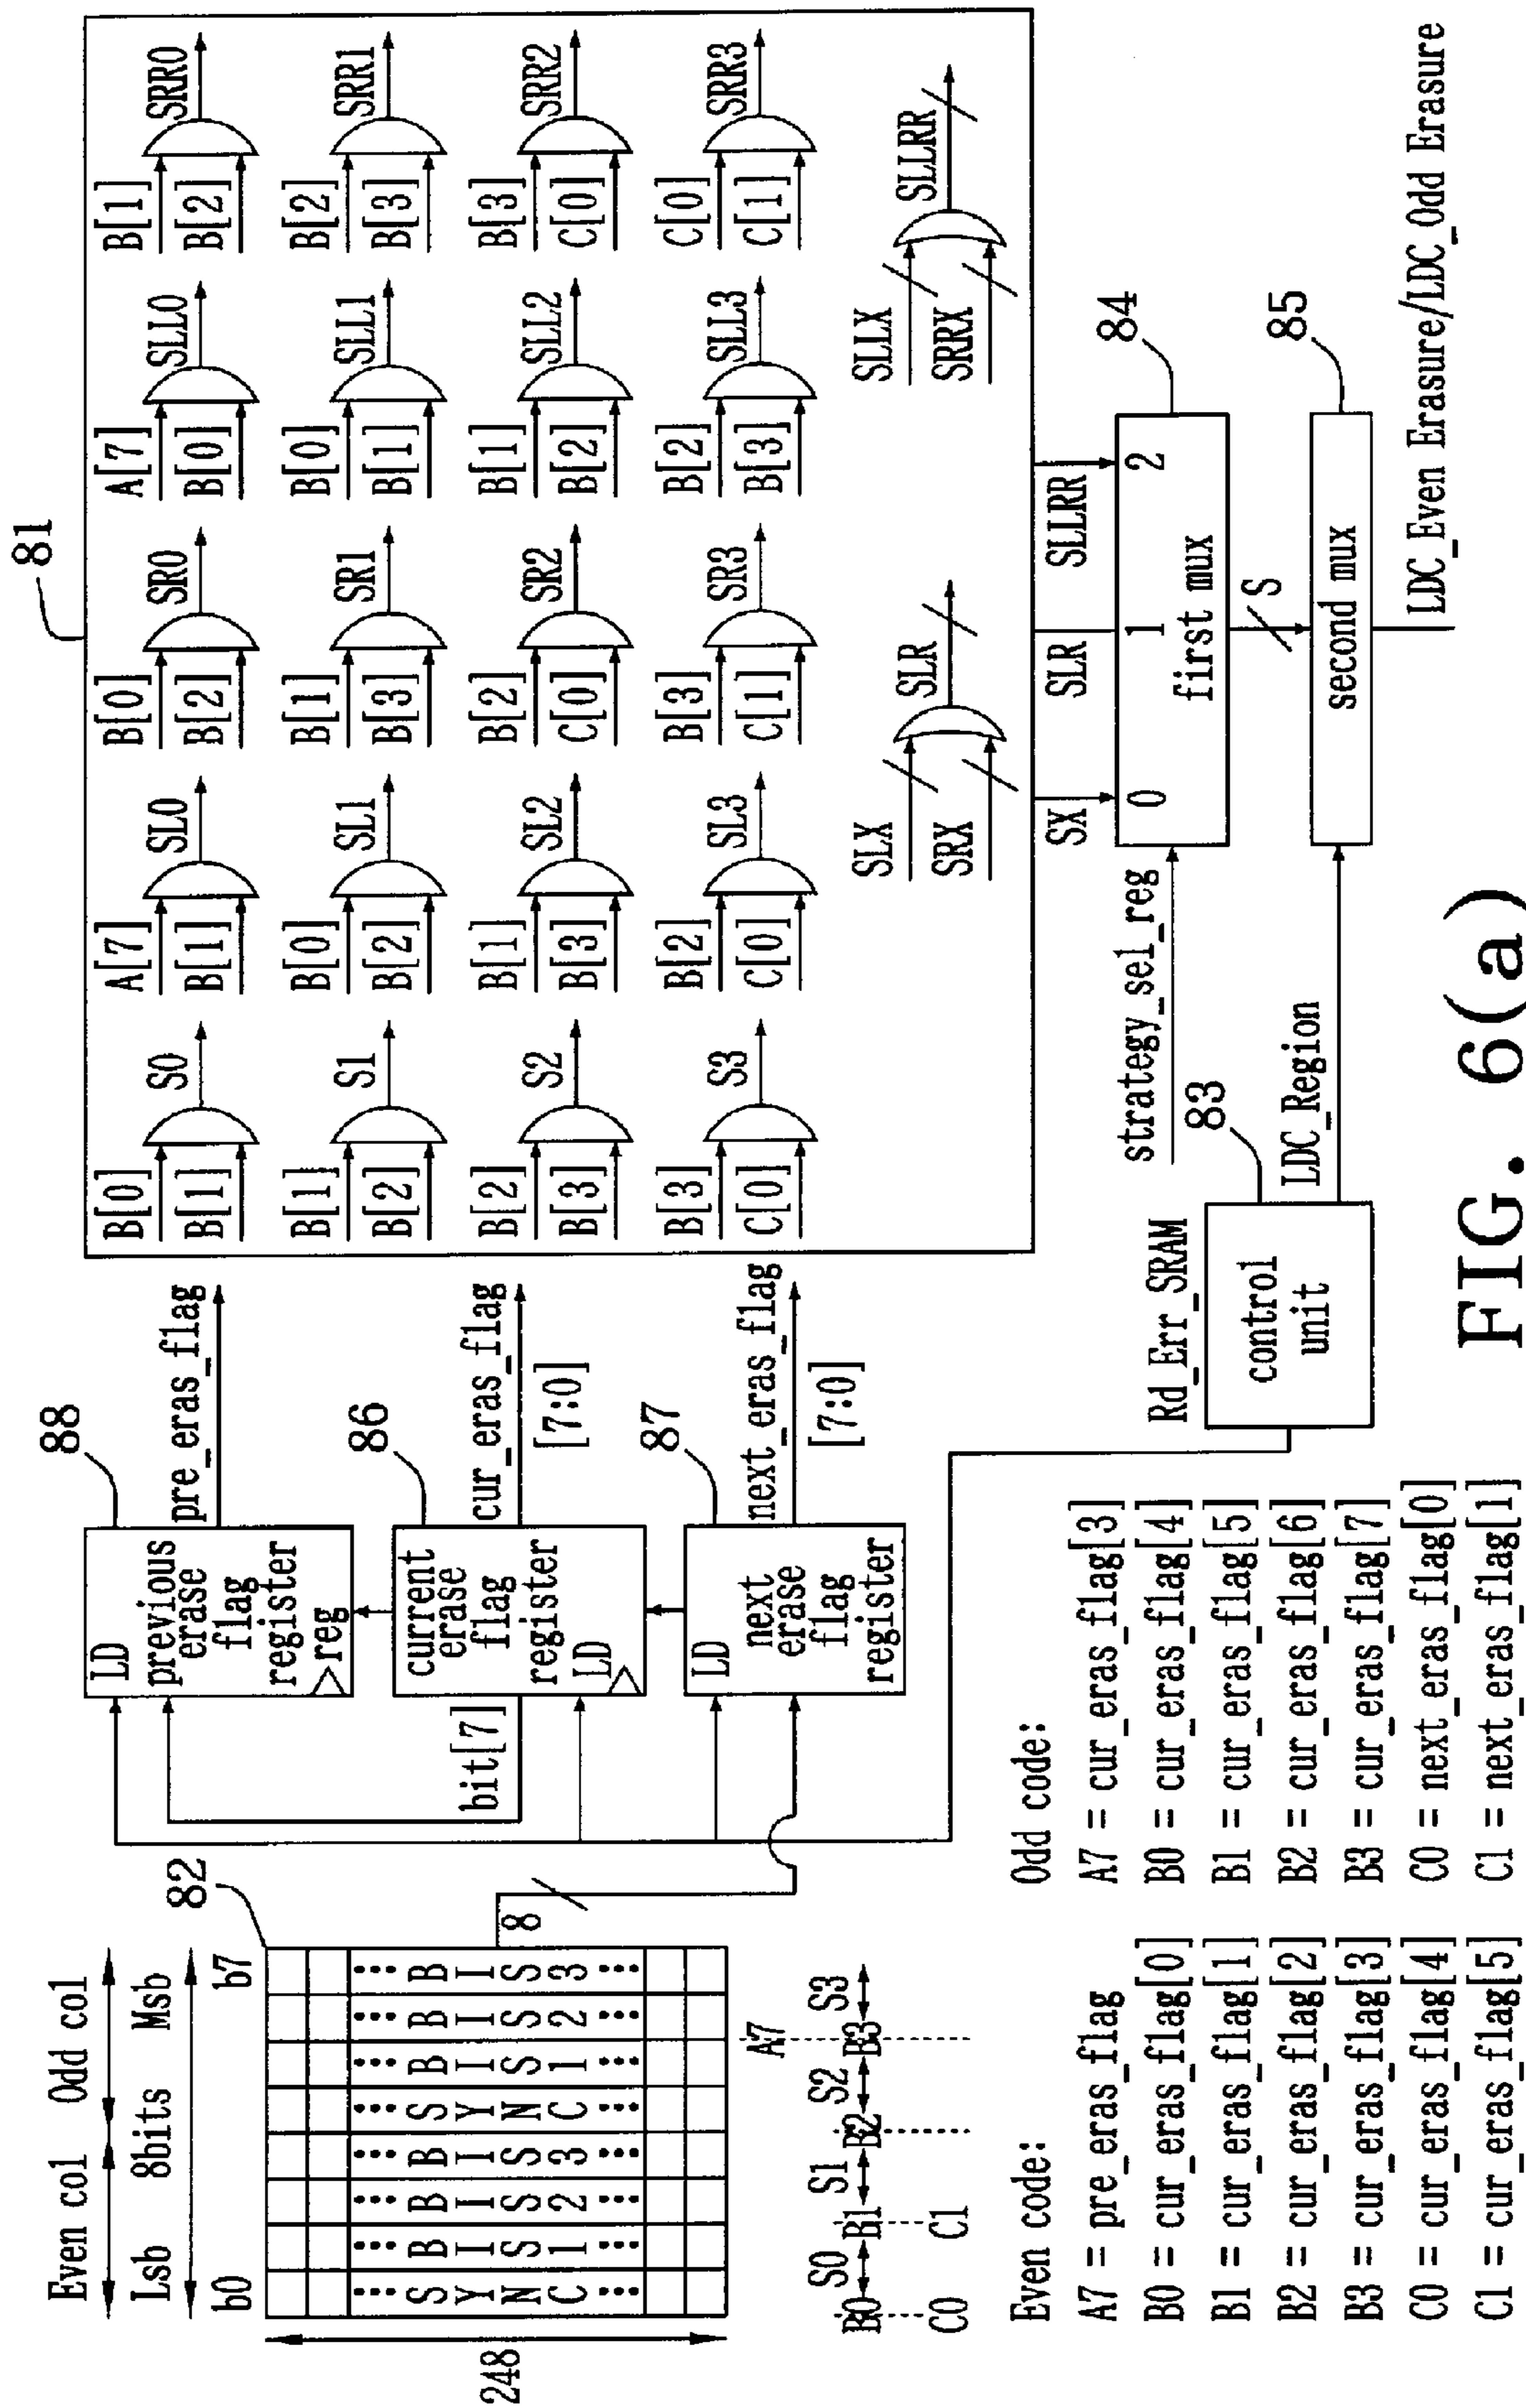 Even col Odd col
Lsb 8bits Msb
b0 b7
82
248
SYNC BIS1 BIS2 BIS3 SYNC BIS1 BIS2 BIS3
8
B0 S0 B1 S1 B2 S2 B3 S3
A7
C0 C1
bit[7]
LD
previous
erase
flag
register
reg
88
pre_eras_flag
current
erase
flag
register
LD
86
cur_eras_flag
[7:0]
LD
next
erase
flag
register
87
next_eras_flag
[7:0]
81
B[0] B[1] S0
A[7] B[1] SL0
B[0] B[2] SR0
A[7] B[0] SLL0
B[1] B[2] SRR0
B[1] B[2] S1
B[0] B[2] SL1
B[1] B[3] SR1
B[0] B[1] SLL1
B[2] B[3] SRR1
B[2] B[3] S2
B[1] B[3] SL2
B[2] C[0] SR2
B[1] B[2] SLL2
B[3] C[0] SRR2
B[3] C[0] S3
B[2] C[0] SL3
B[3] C[1] SR3
B[2] B[3] SLL3
C[0] C[1] SRR3
SLX SRX SLR
SLLX SRRX SLLRR
SX SLR SLLRR
strategy_sel_reg
0 1 2
first mux
84
S
Rd_Err_SRAM
83
control
unit
LDC_Region
second mux
85
LDC_Even Erasure/LDC_Odd Erasure
Even code:
A7 = pre_eras_flag
B0 = cur_eras_flag[0]
B1 = cur_eras_flag[1]
B2 = cur_eras_flag[2]
B3 = cur_eras_flag[3]
C0 = cur_eras_flag[4]
C1 = cur_eras_flag[5]
Odd code:
A7 = cur_eras_flag[3]
B0 = cur_eras_flag[4]
B1 = cur_eras_flag[5]
B2 = cur_eras_flag[6]
B3 = cur_eras_flag[7]
C0 = next_eras_flag[0]
C1 = next_eras_flag[1]
FIG. 6(a)